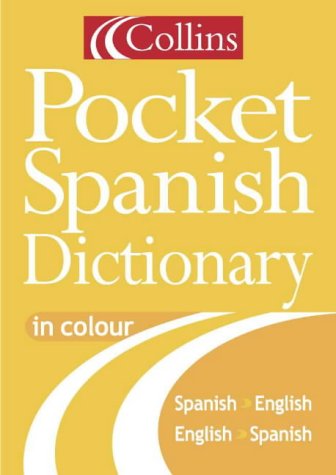 Collins
Pocket
Spanish
Dictionary
in colour
Spanish English
English Spanish